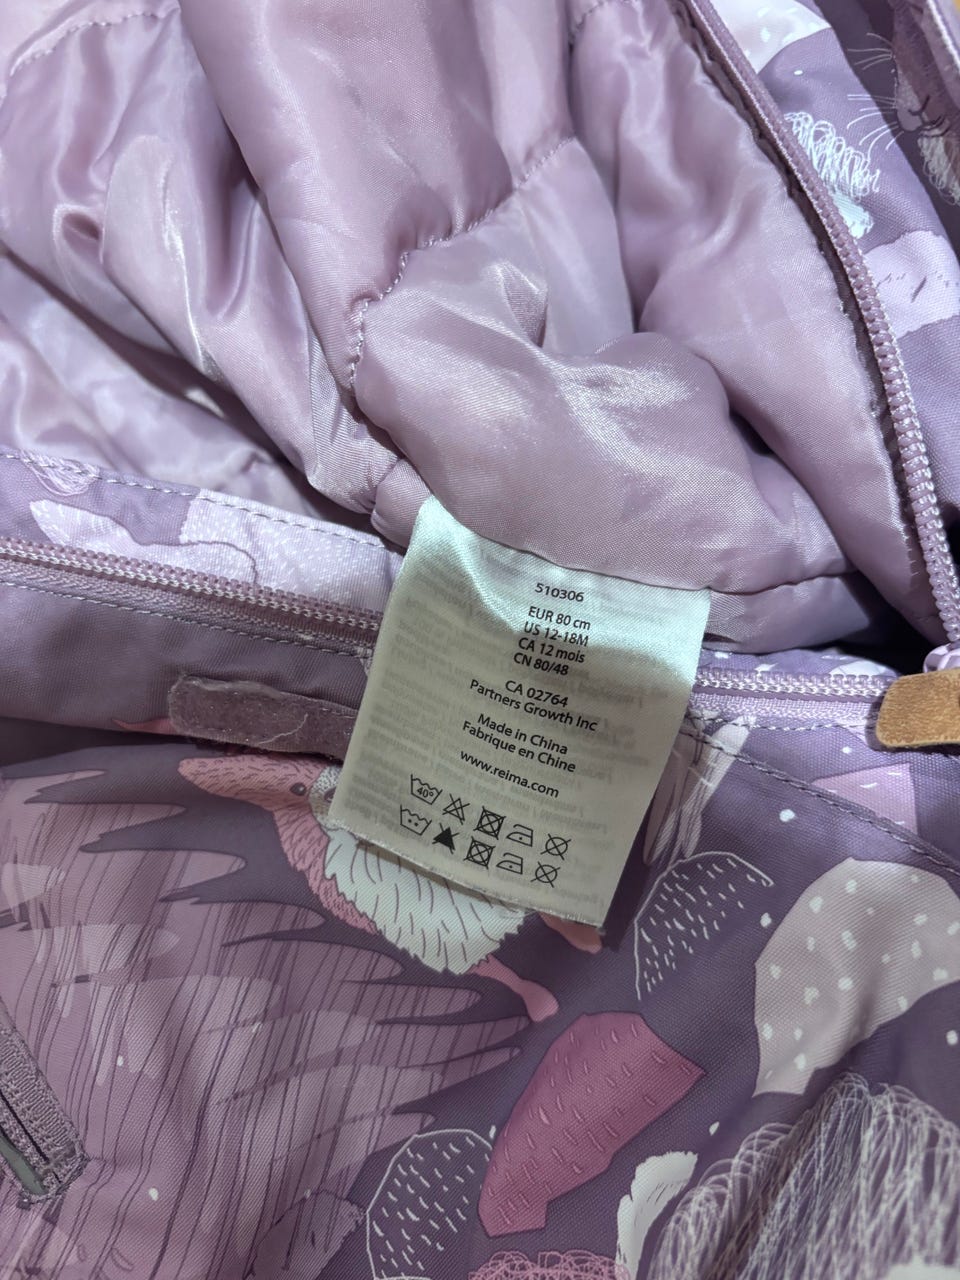 510306
EUR 80 cm
US 12-18M
CA 12 mois
CN 80/48
CA 02764
Partners Growth Inc
Made in China
Fabrique en Chine
www.reima.com
40°